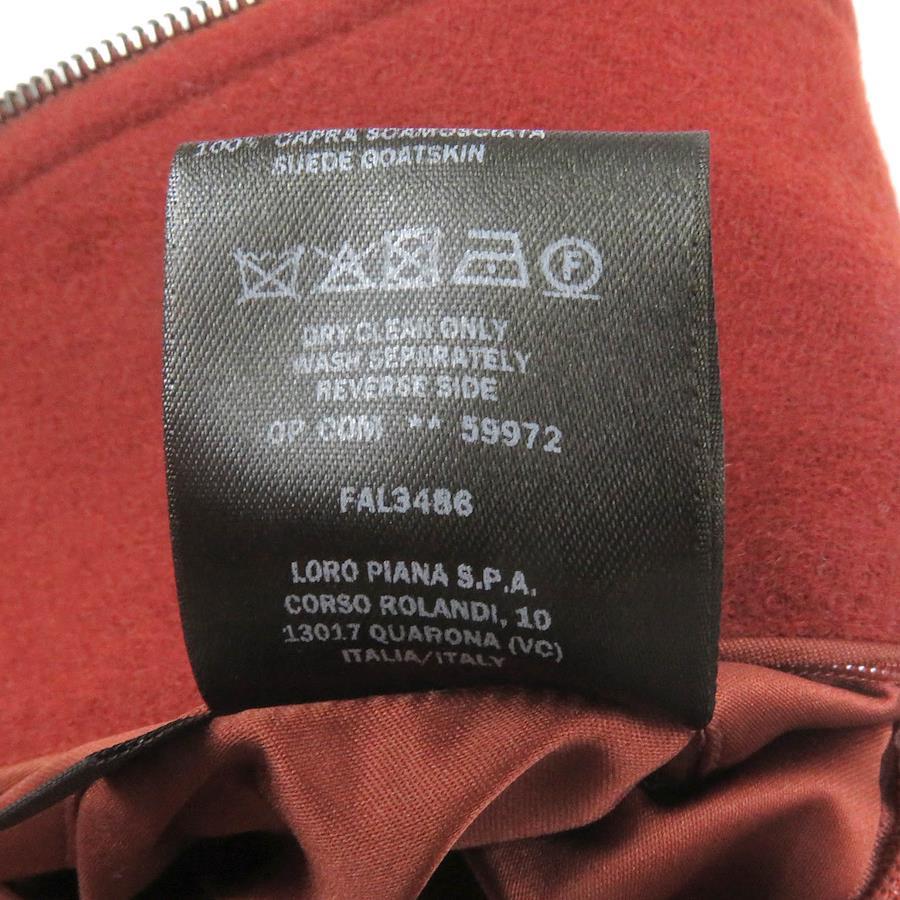 100% CAPRA SCAMOSCIATA
SUEDE GOATSKIN
F
DRY CLEAN ONLY
WASH SEPARATELY
REVERSE SIDE
OP COM ** 59972
FAL3486
LORO PIANA S.P.A.
CORSO ROLANDI, 10
13017 QUARONA (VC)
ITALIA/ITALY